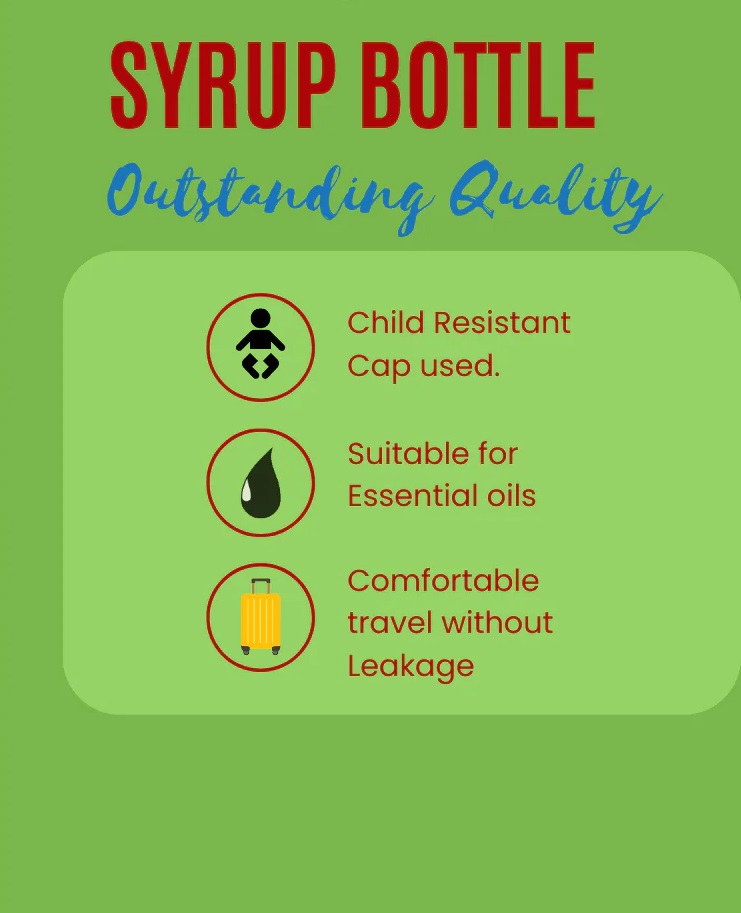 SYRUP BOTTLE
Outstanding Quality
Child Resistant
Cap used.
Suitable for
Essential oils
Comfortable
travel without
Leakage